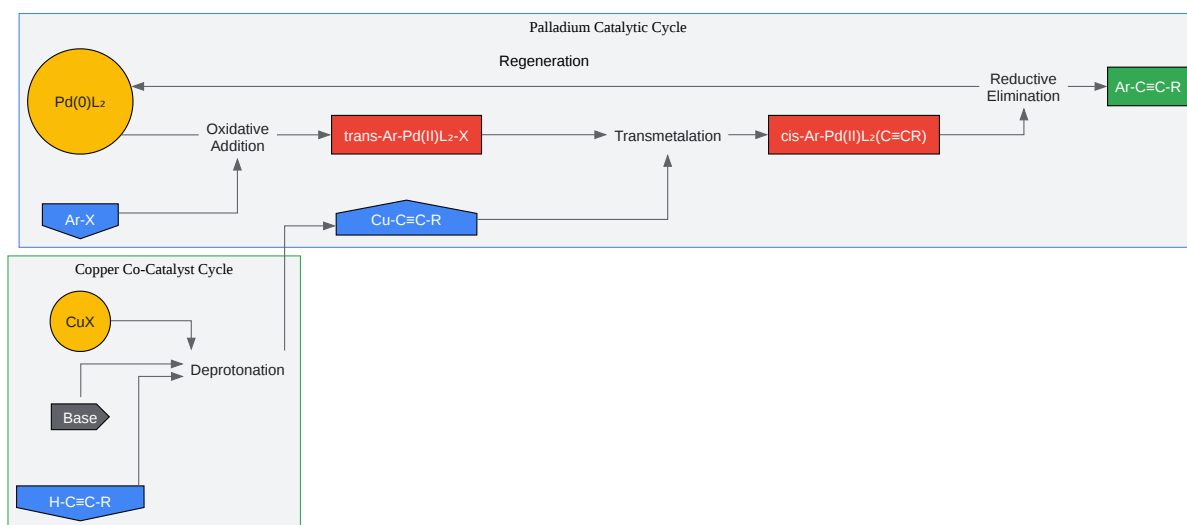 Palladium Catalytic Cycle
Regeneration
Pd(0)L₂
Reductive
Elimination
Ar-C≡C-R
Oxidative
Addition
trans-Ar-Pd(II)L₂-X
Transmetalation
cis-Ar-Pd(II)L₂(C≡CR)
Ar-X
Cu-C≡C-R
Copper Co-Catalyst Cycle
CuX
Deprotonation
Base
H-C≡C-R